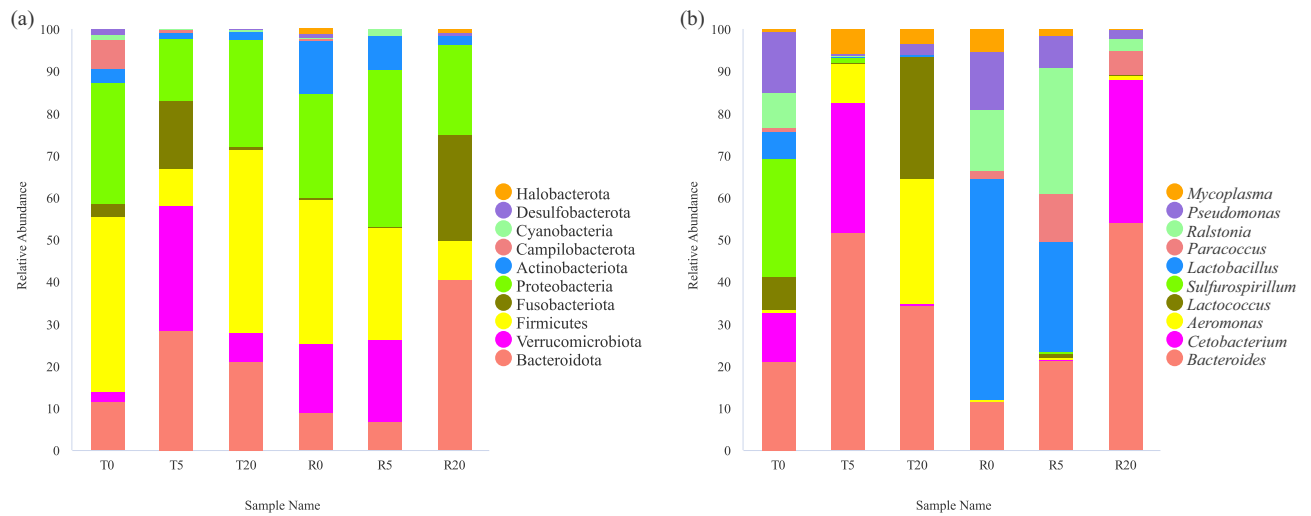 (a)
100
90
80
70
60
50
40
30
20
10
0
Relative Abundance
T0 T5 T20 R0 R5 R20
Sample Name
Halobacterota
Desulfobacterota
Cyanobacteria
Campilobacterota
Actinobacteriota
Proteobacteria
Fusobacteriota
Firmicutes
Verrucomicrobiota
Bacteroidota
(b)
100
90
80
70
60
50
40
30
20
10
0
Relative Abundance
T0 T5 T20 R0 R5 R20
Sample Name
Mycoplasma
Pseudomonas
Ralstonia
Paracoccus
Lactobacillus
Sulfurospirillum
Lactococcus
Aeromonas
Cetobacterium
Bacteroides